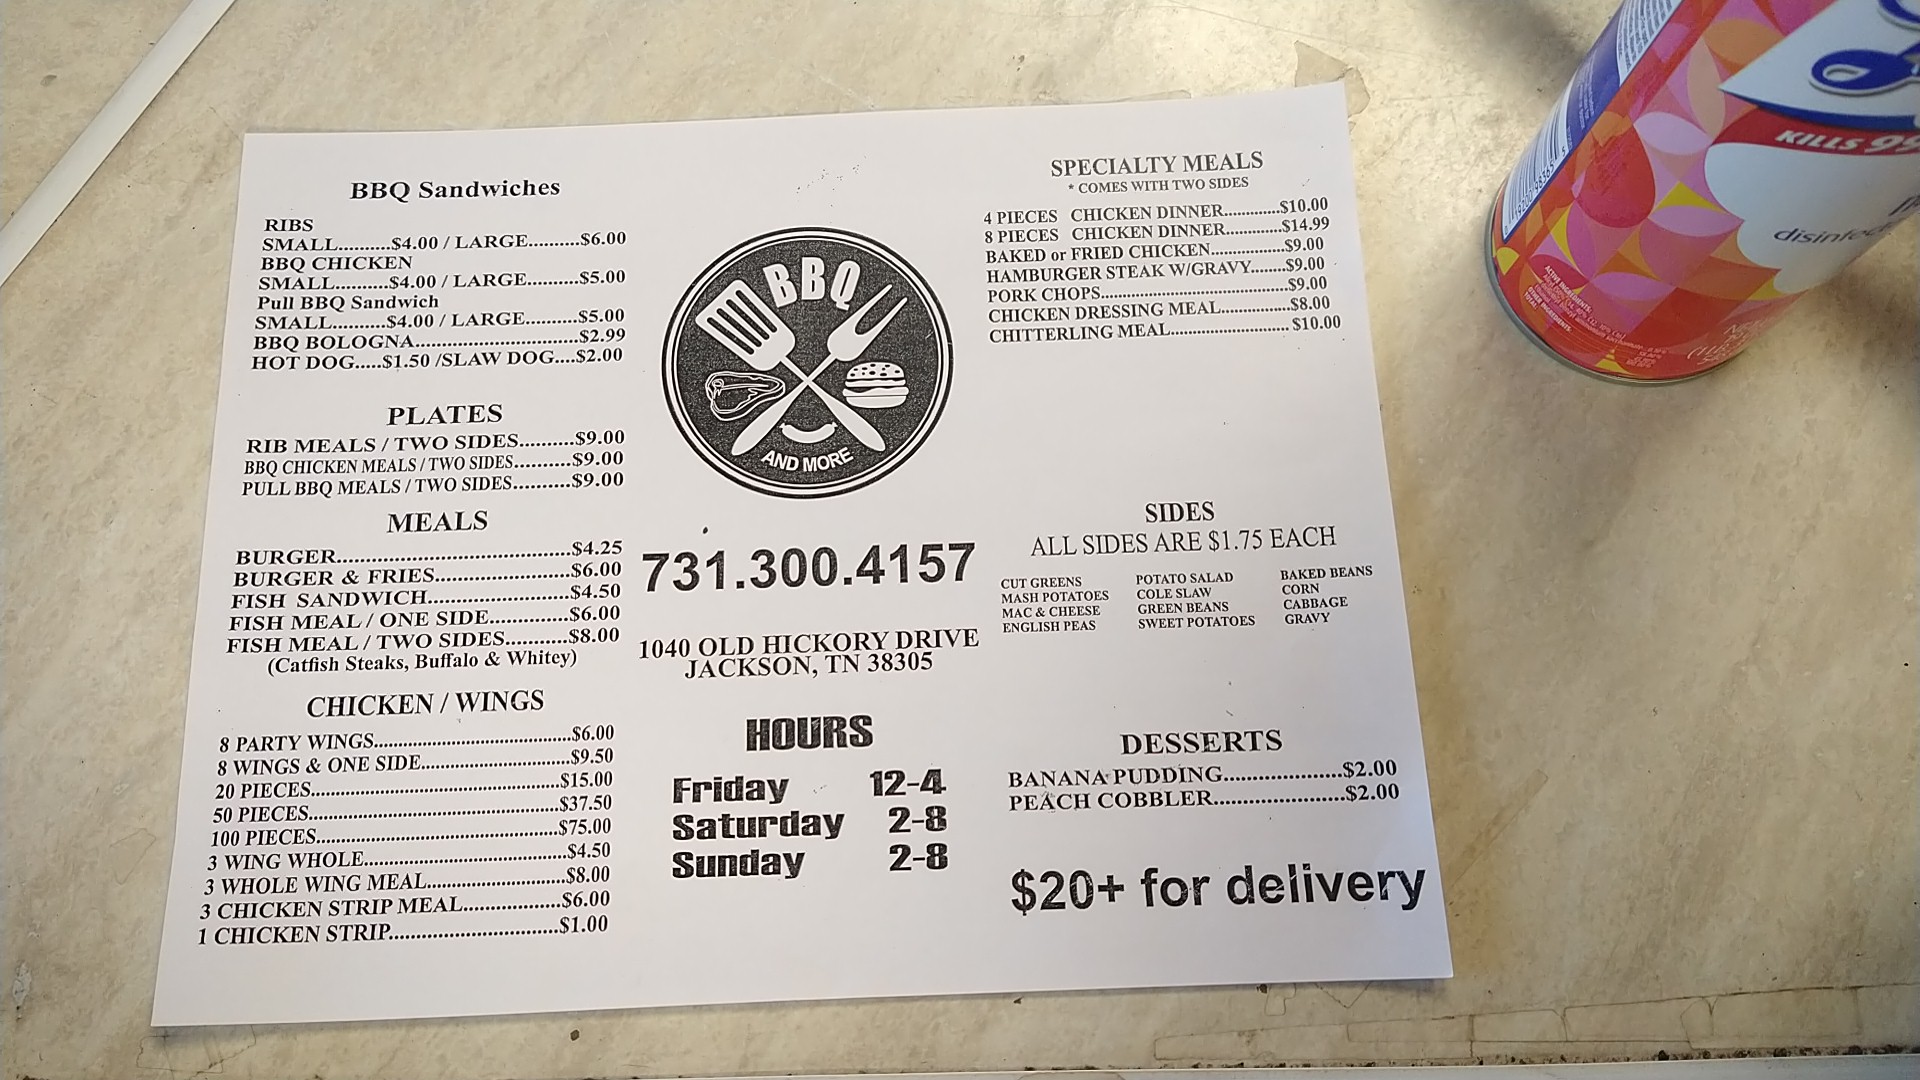 BBQ Sandwiches
RIBS
SMALL..........$4.00 / LARGE..........$6.00
BBQ CHICKEN
SMALL..........$4.00 / LARGE..........$5.00
Pull BBQ Sandwich
SMALL..........$4.00 / LARGE..........$5.00
BBQ BOLOGNA................................$2.99
HOT DOG.....$1.50 /SLAW DOG....$2.00
PLATES
RIB MEALS / TWO SIDES..........$9.00
BBQ CHICKEN MEALS / TWO SIDES..........$9.00
PULL BBQ MEALS / TWO SIDES..........$9.00
MEALS
BURGER...........................................$4.25
BURGER & FRIES.........................$6.00
FISH SANDWICH..........................$4.50
FISH MEAL / ONE SIDE...............$6.00
FISH MEAL / TWO SIDES...........$8.00
(Catfish Steaks, Buffalo & Whitey)
CHICKEN / WINGS
8 PARTY WINGS.......................................$6.00
8 WINGS & ONE SIDE.............................$9.50
20 PIECES.................................................$15.00
50 PIECES.................................................$37.50
100 PIECES...............................................$75.00
3 WING WHOLE........................................$4.50
3 WHOLE WING MEAL...........................$8.00
3 CHICKEN STRIP MEAL...................$6.00
1 CHICKEN STRIP..................................$1.00
BBQ
AND MORE
731.300.4157
1040 OLD HICKORY DRIVE
JACKSON, TN 38305
HOURS
Friday 12-4
Saturday 2-8
Sunday 2-8
SPECIALTY MEALS
* COMES WITH TWO SIDES
4 PIECES CHICKEN DINNER.............$10.00
8 PIECES CHICKEN DINNER.............$14.99
BAKED or FRIED CHICKEN.................$9.00
HAMBURGER STEAK W/GRAVY........$9.00
PORK CHOPS...........................................$9.00
CHICKEN DRESSING MEAL................$8.00
CHITTERLING MEAL............................ $10.00
SIDES
ALL SIDES ARE $1.75 EACH
CUT GREENS POTATO SALAD BAKED BEANS
MASH POTATOES COLE SLAW CORN
MAC & CHEESE GREEN BEANS CABBAGE
ENGLISH PEAS SWEET POTATOES GRAVY
DESSERTS
BANANA PUDDING......................$2.00
PEACH COBBLER........................$2.00
$20+ for delivery
KILLS 99
ACTIVE INGREDIENTS:
OTHER INGREDIENTS:
TOTAL